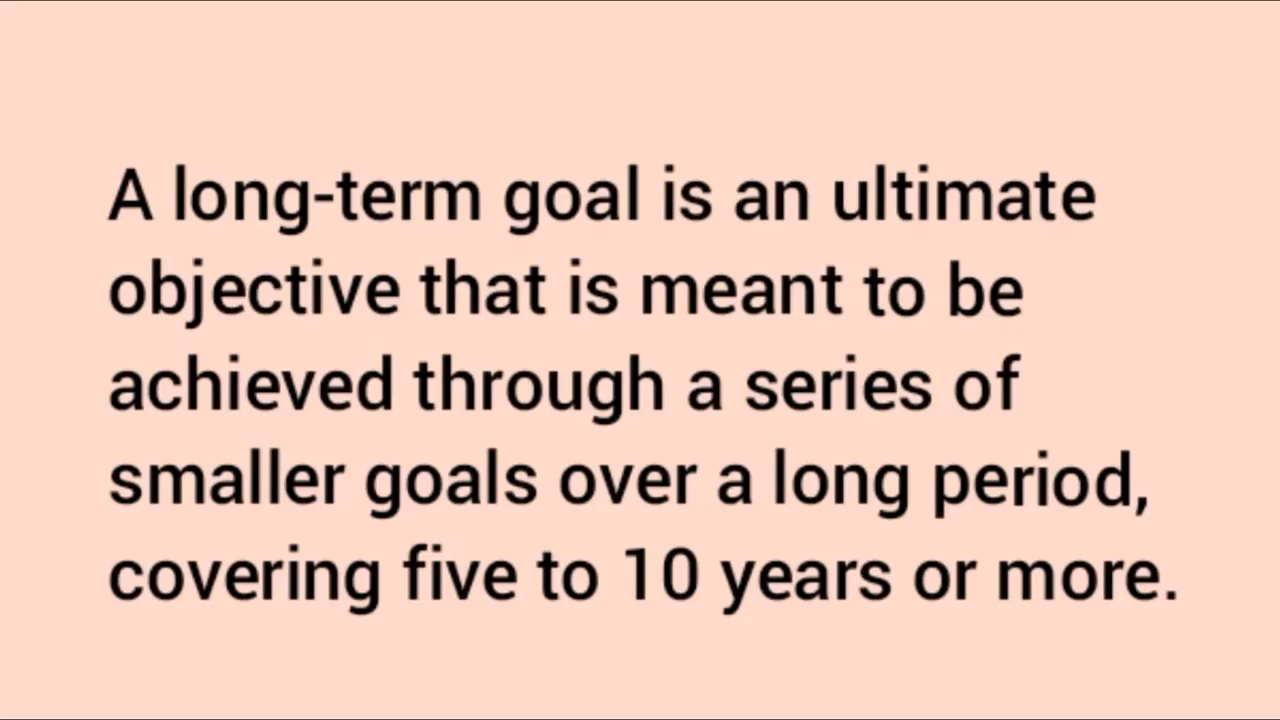 A long-term goal is an ultimate
objective that is meant to be
achieved through a series of
smaller goals over a long period,
covering five to 10 years or more.